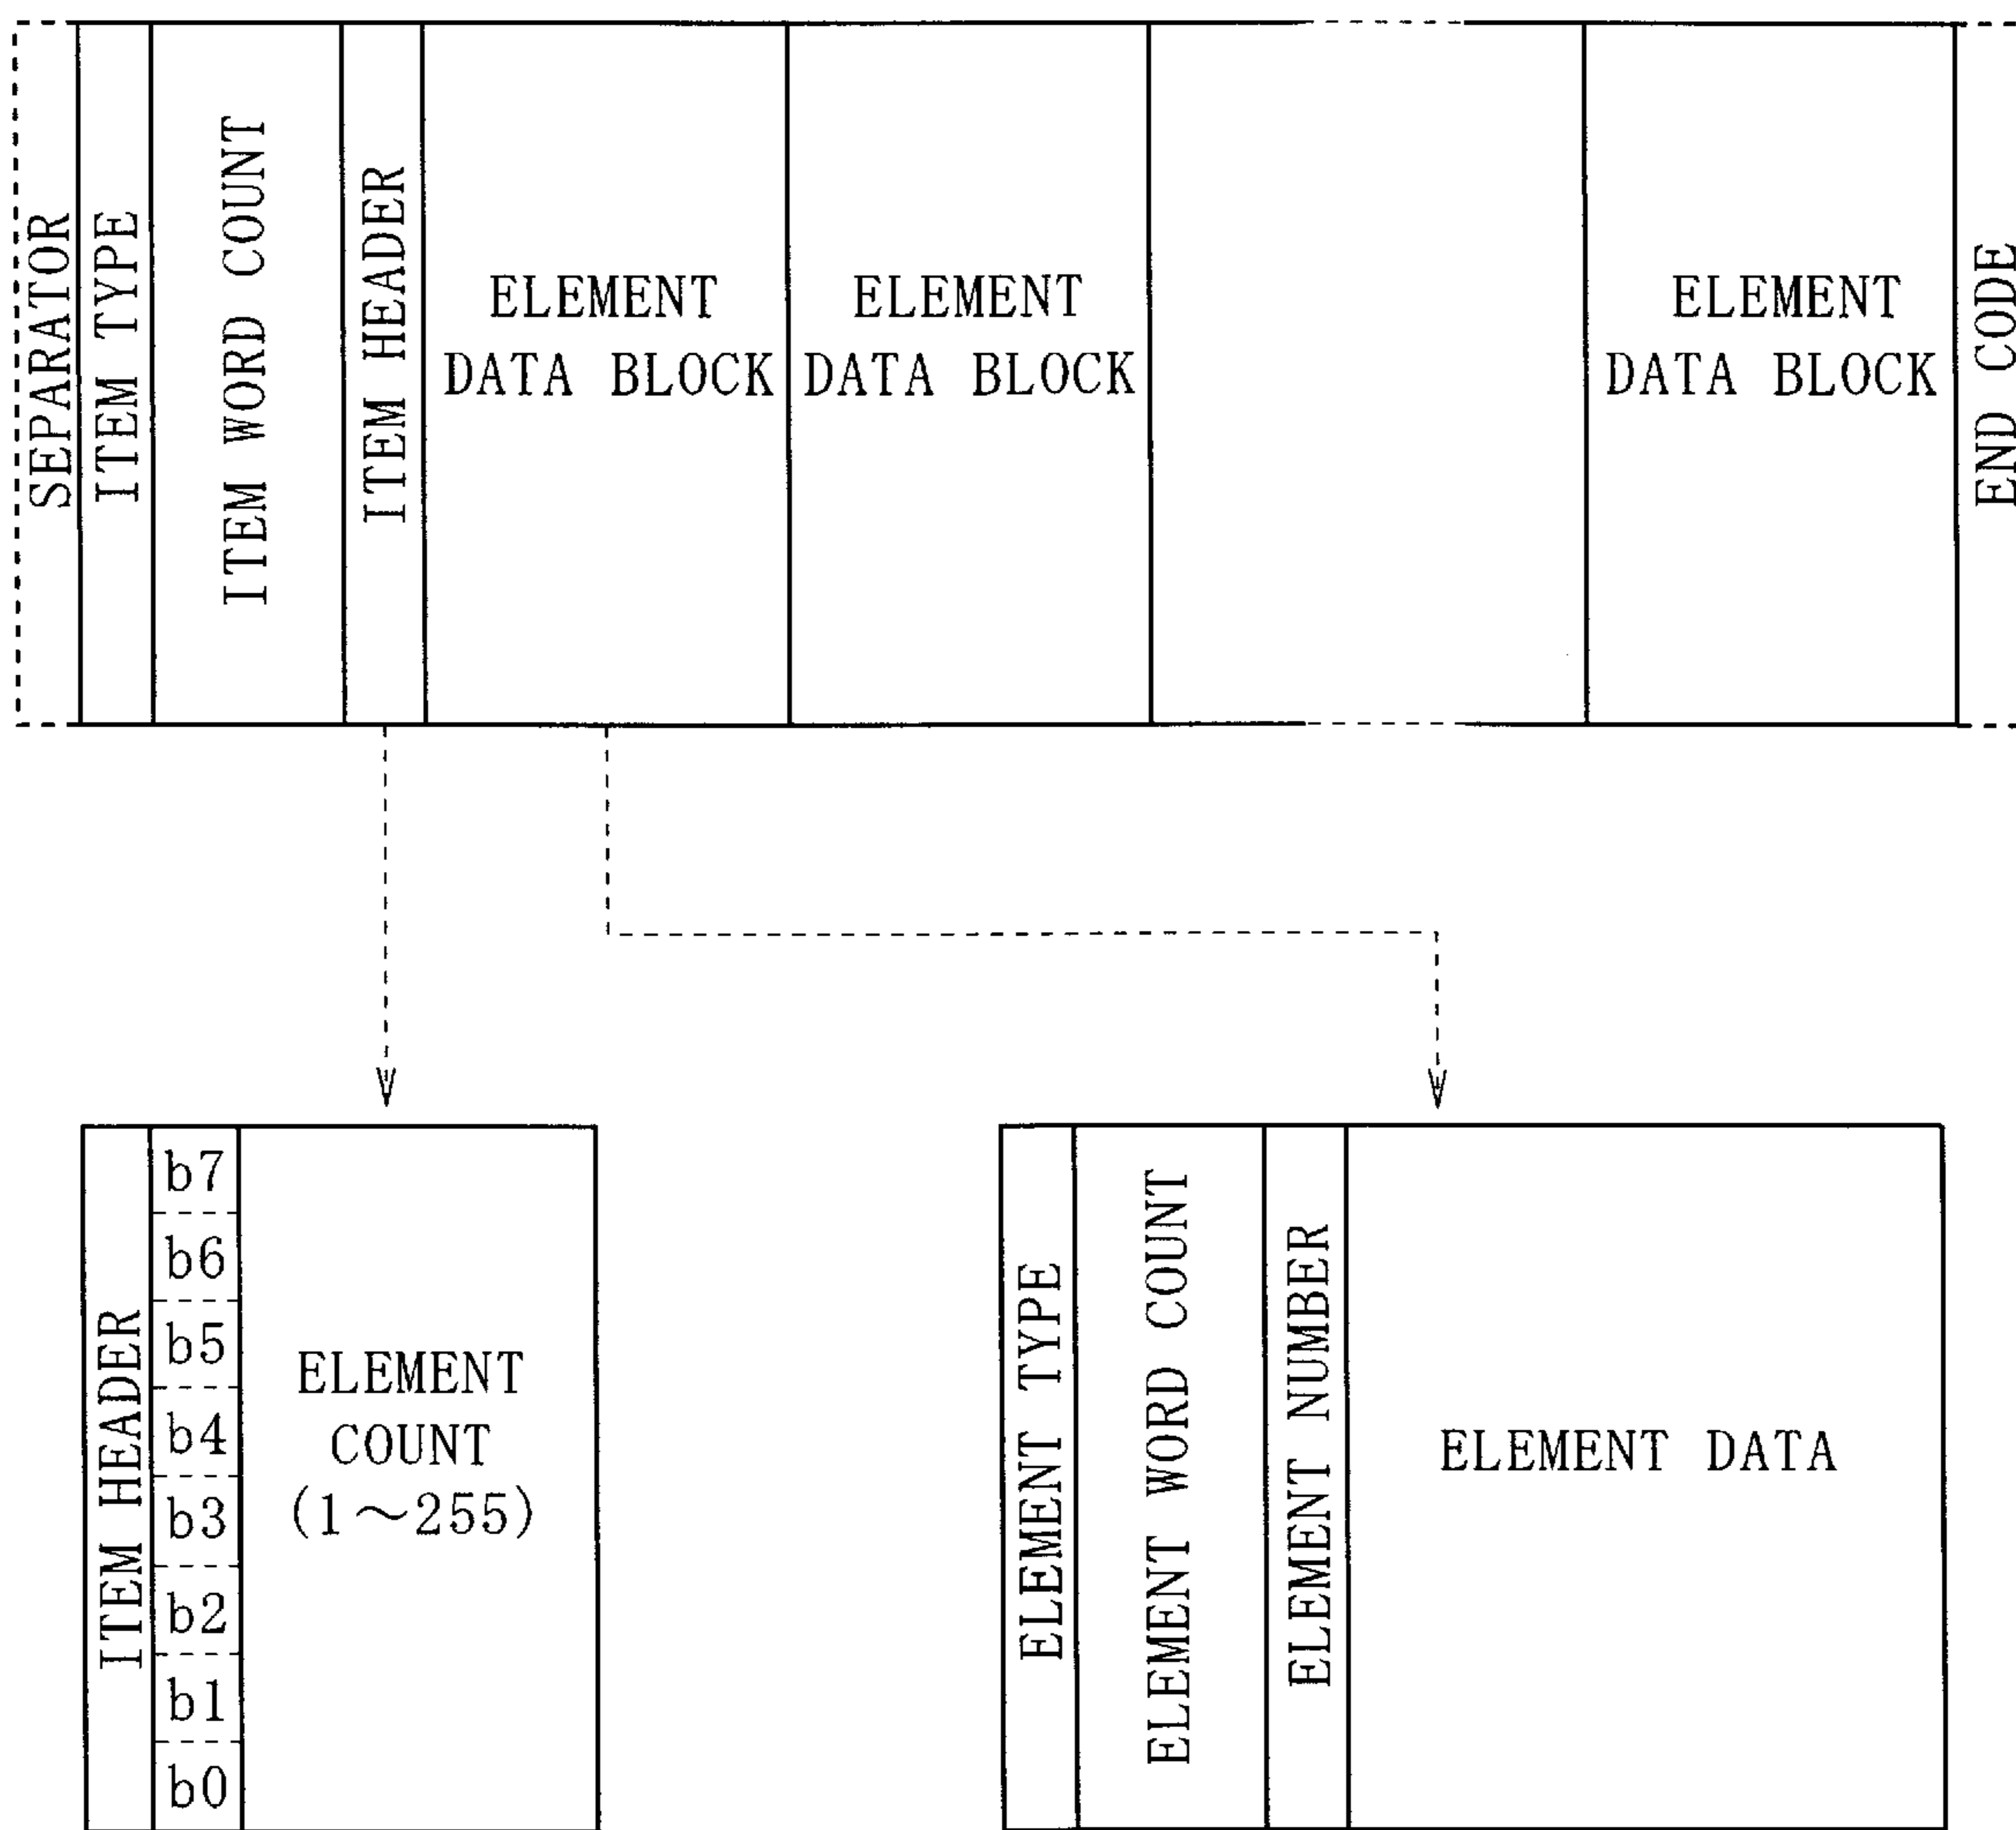 SEPARATOR
ITEM TYPE
ITEM WORD COUNT
ITEM HEADER
ELEMENT
DATA BLOCK
ELEMENT
DATA BLOCK
ELEMENT
DATA BLOCK
END CODE
ITEM HEADER
b7
b6
b5
b4
b3
b2
b1
b0
ELEMENT
COUNT
(1～255)
ELEMENT TYPE
ELEMENT WORD COUNT
ELEMENT NUMBER
ELEMENT DATA